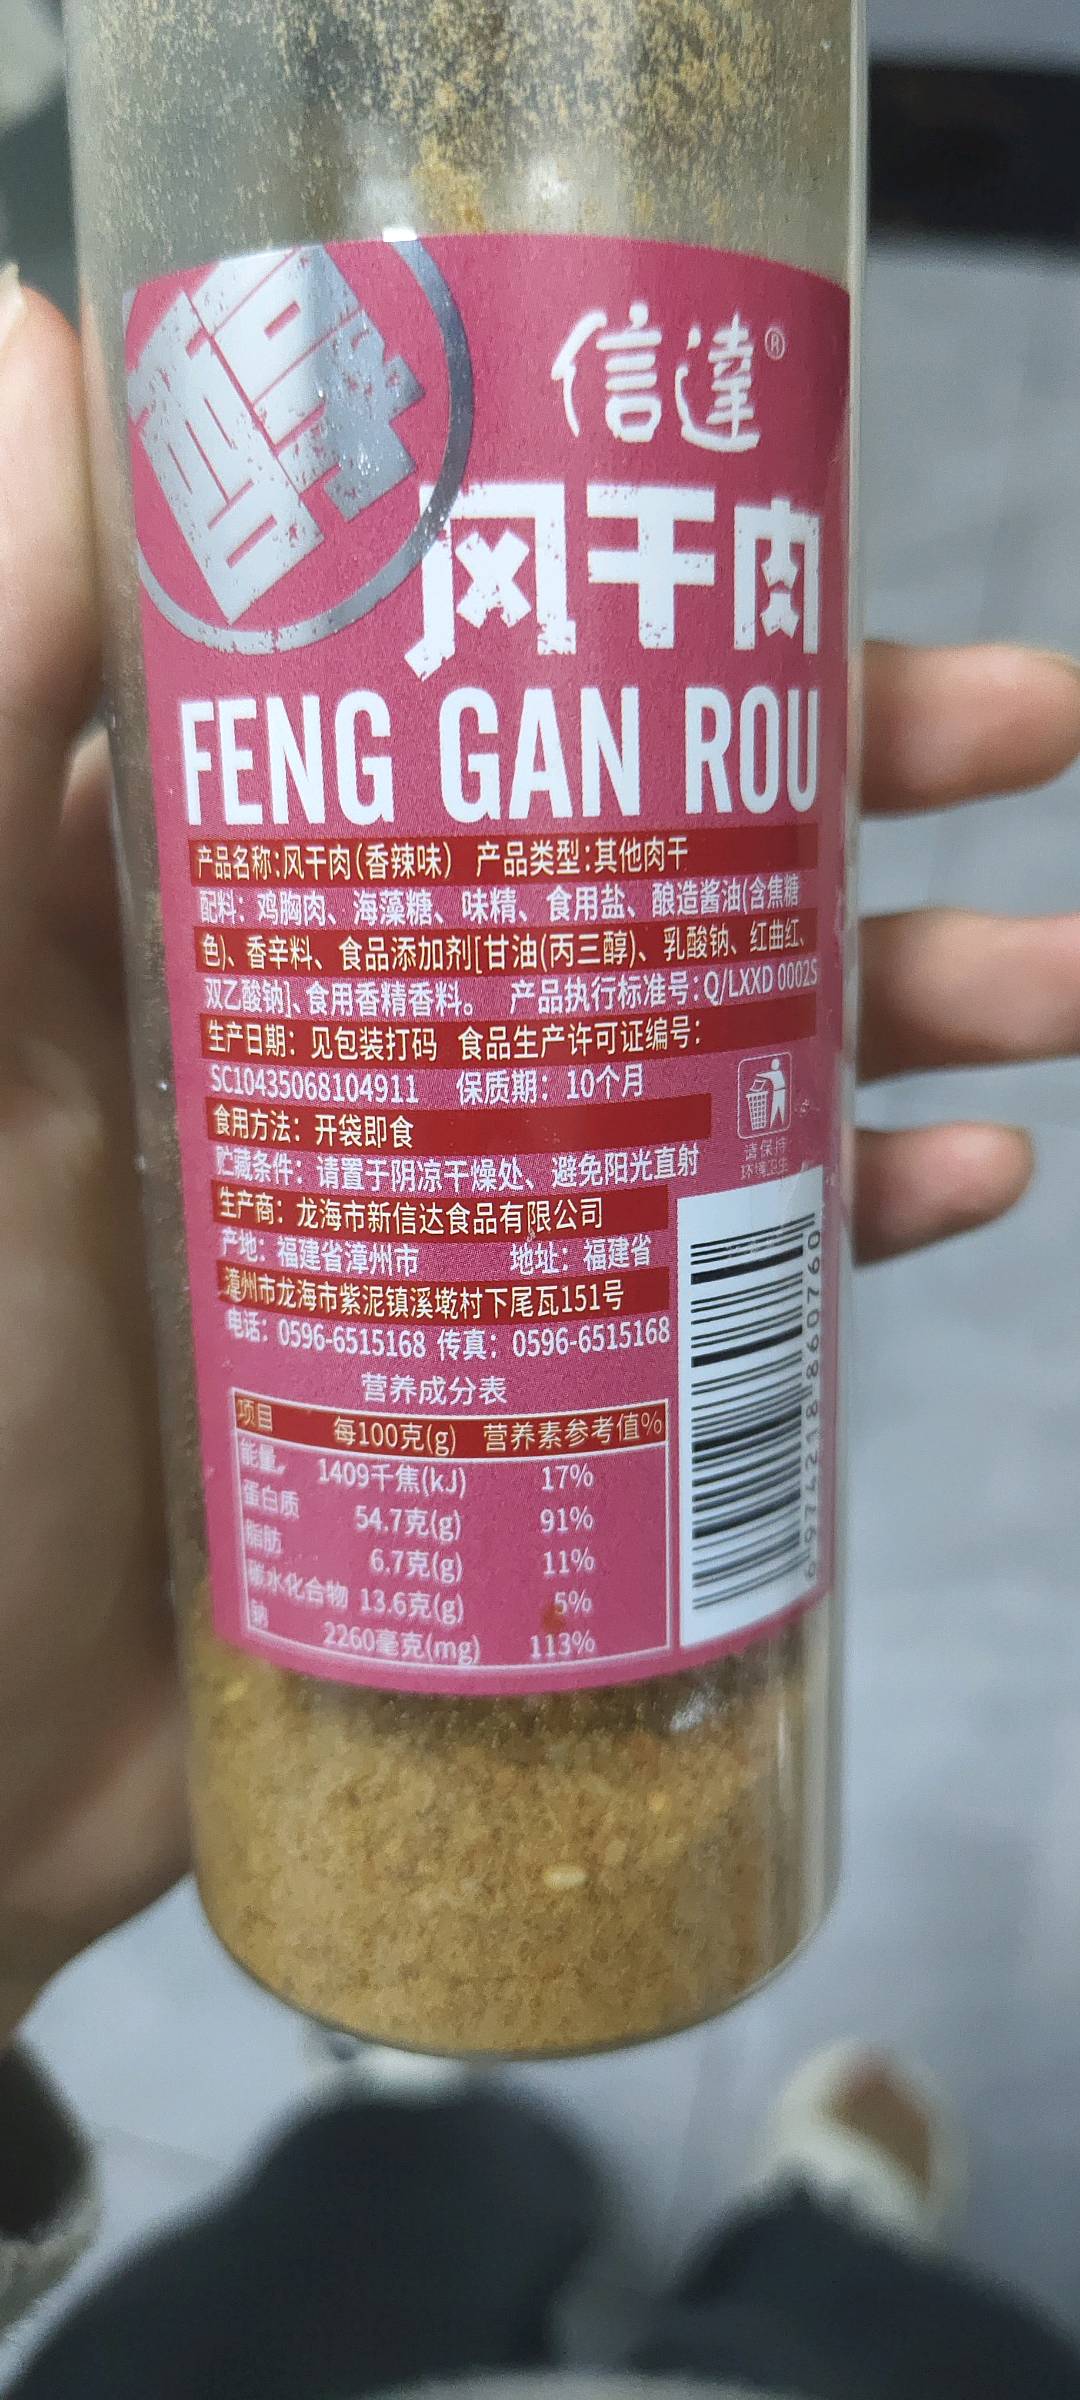 醇
信達®
风干肉
FENG GAN ROU
产品名称:风干肉(香辣味) 产品类型:其他肉干
配料: 鸡胸肉、海藻糖、味精、食用盐、酿造酱油(含焦糖
色)、香辛料、食品添加剂[甘油(丙三醇)、乳酸钠、红曲红、
双乙酸钠]、食用香精香料。 产品执行标准号:Q/LXXD 0002S
生产日期: 见包装打码 食品生产许可证编号:
SC10435068104911 保质期: 10个月
食用方法: 开袋即食
贮藏条件: 请置于阴凉干燥处、避免阳光直射
请保持
环境卫生
生产商: 龙海市新信达食品有限公司
产地: 福建省漳州市 地址: 福建省
漳州市龙海市紫泥镇溪墘村下尾瓦151号
电话: 0596-6515168 传真: 0596-6515168
营养成分表
项目 每100克(g) 营养素参考值%
能量 1409千焦(kJ) 17%
蛋白质 54.7克(g) 91%
脂肪 6.7克(g) 11%
碳水化合物 13.6克(g) 5%
钠 2260毫克(mg) 113%
6974218860760